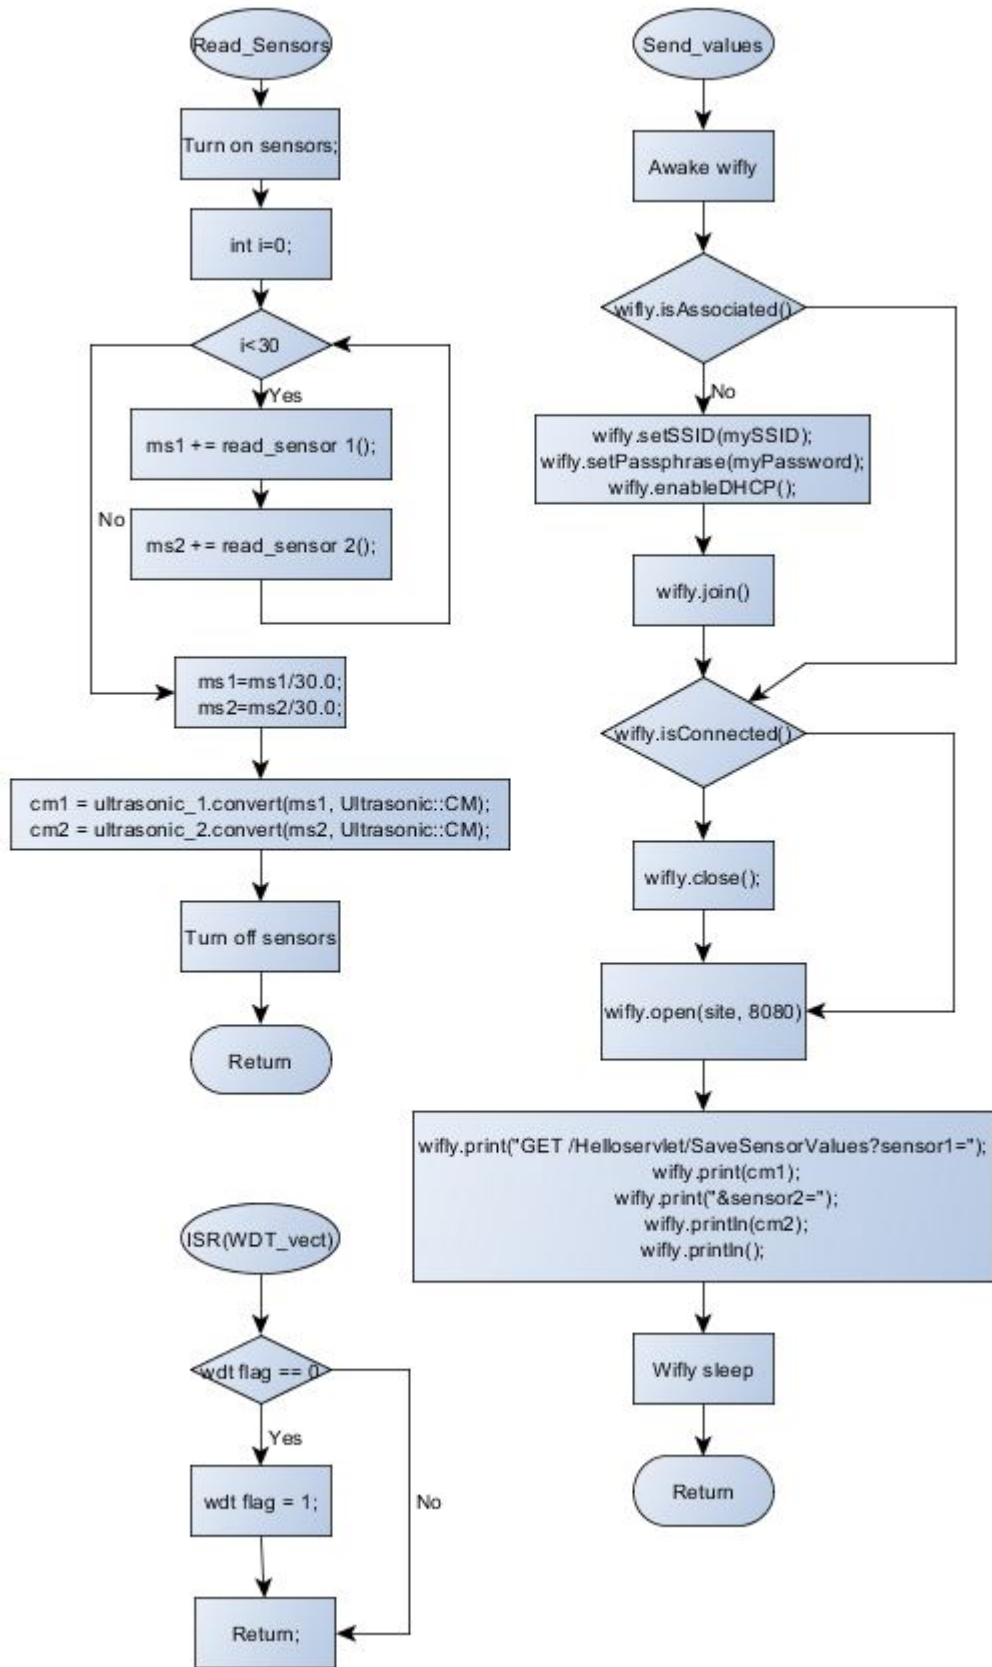 Read_Sensors
Turn on sensors;
int i=0;
i<30
Yes
ms1 += read_sensor 1();
No
ms2 += read_sensor 2();
ms1=ms1/30.0;
ms2=ms2/30.0;
cm1 = ultrasonic_1.convert(ms1, Ultrasonic::CM);
cm2 = ultrasonic_2.convert(ms2, Ultrasonic::CM);
Turn off sensors
Return
ISR(WDT_vect)
wdt flag == 0
Yes
wdt flag = 1;
No
Return;
Send_values
Awake wifly
wifly.isAssociated()
No
wifly.setSSID(mySSID);
wifly.setPassphrase(myPassword);
wifly.enableDHCP();
wifly.join()
wifly.isConnected()
wifly.close();
wifly.open(site, 8080)
wifly.print("GET /Helloservlet/SaveSensorValues?sensor1=");
wifly.print(cm1);
wifly.print("&sensor2=");
wifly.println(cm2);
wifly.println();
Wifly sleep
Return